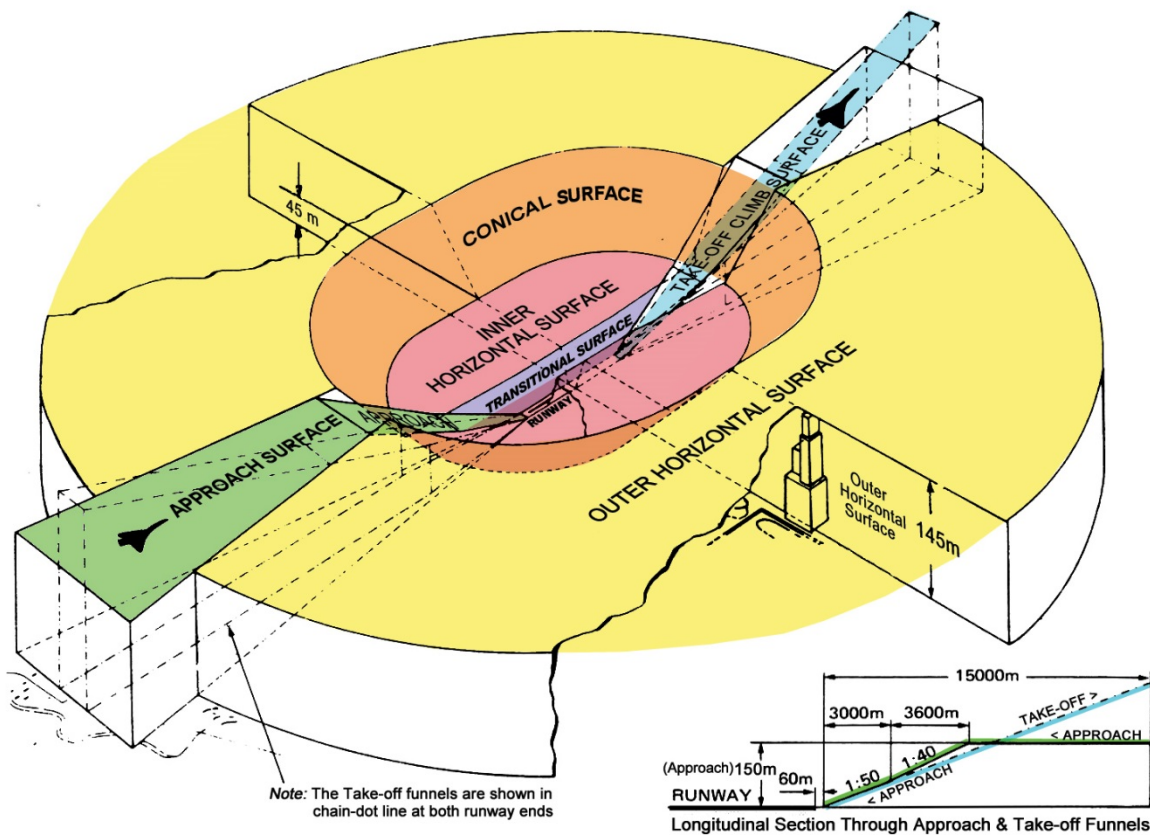 45 m
CONICAL SURFACE
INNER
HORIZONTAL SURFACE
TRANSITIONAL SURFACE
RUNWAY
TAKE-OFF CLIMB SURFACE
APPROACH
APPROACH SURFACE
OUTER HORIZONTAL SURFACE
Outer
Horizontal
Surface
145m
Note: The Take-off funnels are shown in
chain-dot line at both runway ends
15000m
3000m 3600m
TAKE-OFF >
< APPROACH
(Approach) 150m
60m
1:50
1:40
< APPROACH
RUNWAY
Longitudinal Section Through Approach & Take-off Funnels